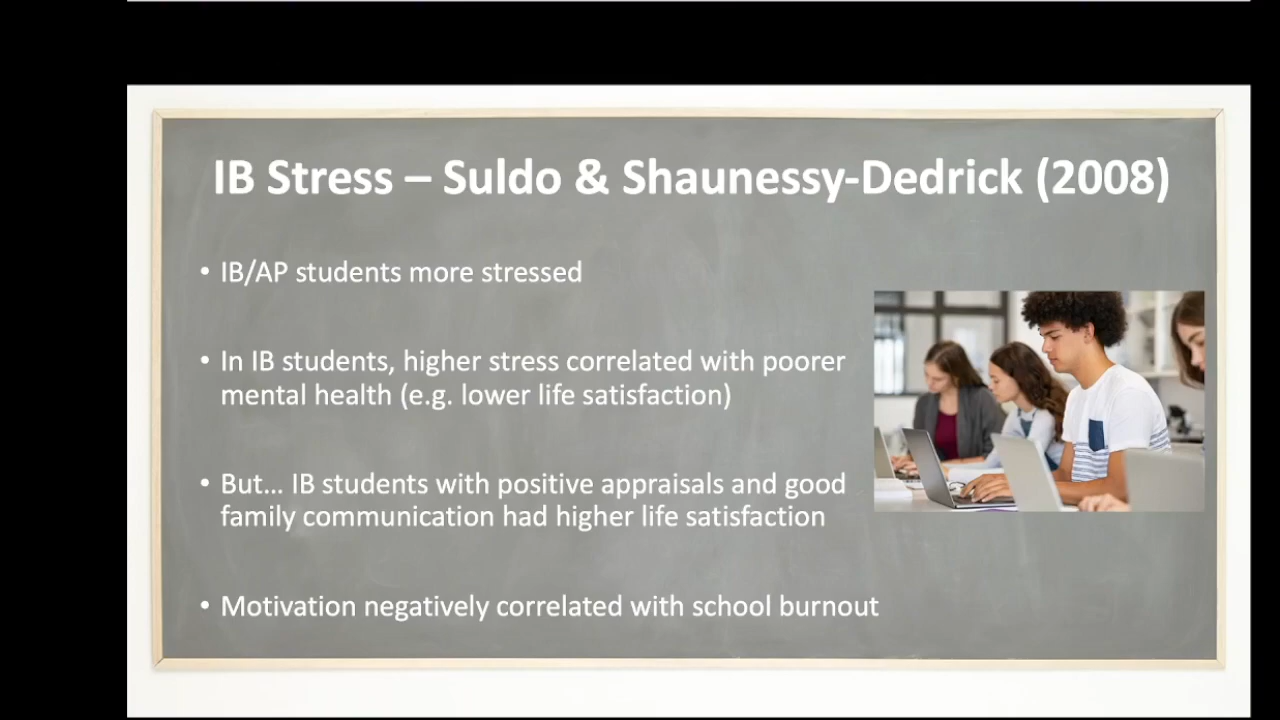 IB Stress – Suldo & Shaunessy-Dedrick (2008)
• IB/AP students more stressed
• In IB students, higher stress correlated with poorer
mental health (e.g. lower life satisfaction)
• But... IB students with positive appraisals and good
family communication had higher life satisfaction
• Motivation negatively correlated with school burnout